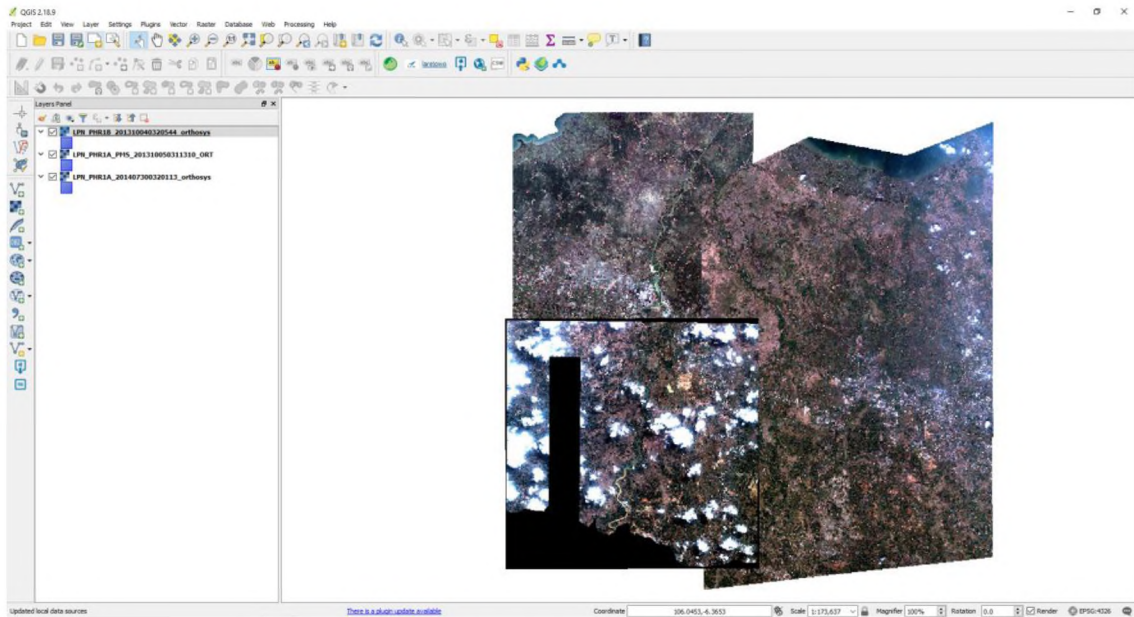 QGIS 2.18.9
Project Edit View Layer Settings Plugins Vector Raster Database Web Processing Help
Layers Panel
LPN_PHR1B_201310040320544_orthosys
LPN_PHR1A_PMS_201310050311310_ORT
LPN_PHR1A_201407300320113_orthosys
Updated local data sources There is a plugin update available Coordinate 106.0453,-6.3653 Scale 1:173,637 Magnifier 100% Rotation 0.0 Render EPSG:4326